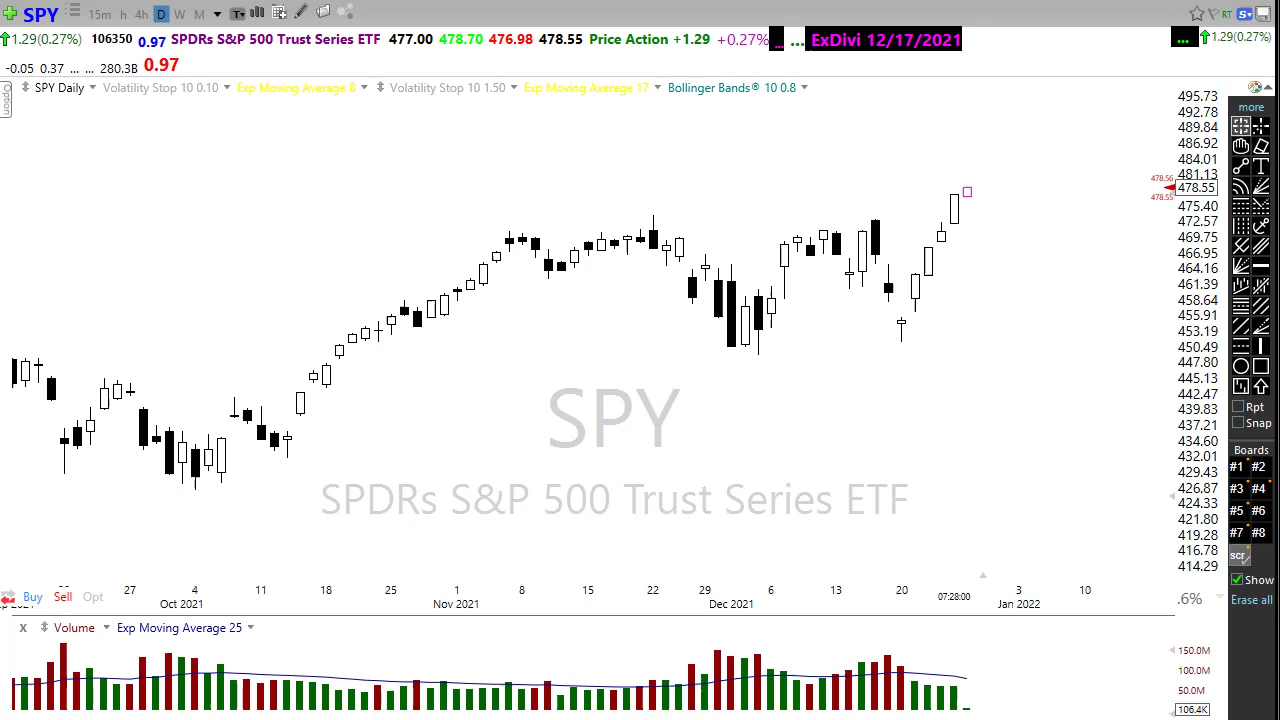 SPY 15m h 4h D W M T RT S
1.29(0.27%) 106350 0.97 SPDRs S&P 500 Trust Series ETF 477.00 478.70 476.98 478.55 Price Action +1.29 +0.27% ... ... ExDivi 12/17/2021 ... 1.29(0.27%)
-0.05 0.37 ... ... 280.3B 0.97
Option
SPY Daily Volatility Stop 10 0.10 Exp Moving Average 8 Volatility Stop 10 1.50 Exp Moving Average 17 Bollinger Bands® 10 0.8
495.73
492.78
489.84
486.92
484.01
481.13
478.56
478.55
478.55
475.40
472.57
469.75
466.95
464.16
461.39
458.64
455.91
453.19
450.49
447.80
445.13
442.47
439.83
437.21
434.60
432.01
429.43
426.87
424.33
421.80
419.28
416.78
414.29
SPY
SPDRs S&P 500 Trust Series ETF
more
T
Rpt
Snap
Boards
#1 #2
#3 #4
#5 #6
#7 #8
scr
Show
Erase all
27 4 11 18 25 1 8 15 22 29 6 13 20 07:28:00 3 10
Oct 2021 Nov 2021 Dec 2021 Jan 2022
Buy Sell Opt
.6%
X Volume Exp Moving Average 25
150.0M
100.0M
50.0M
106.4K